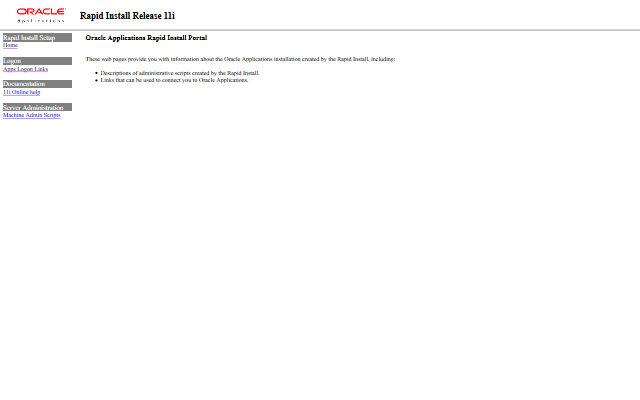 ORACLE
Applications
Rapid Install Release 11i
Rapid Install Setup
Home
Logon
Apps Logon Links
Documentation
11i Online help
Server Administration
Machine Admin Scripts
Oracle Applications Rapid Install Portal
These web pages provide you with information about the Oracle Applications installation created by the Rapid Install, including:
Descriptions of administrative scripts created by the Rapid Install.
Links that can be used to connect you to Oracle Applications.